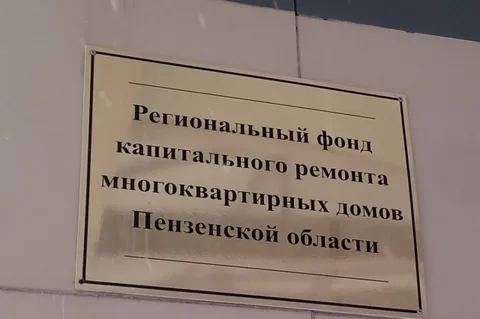 Региональный фонд
капитального ремонта
многоквартирных домов
Пензенской области